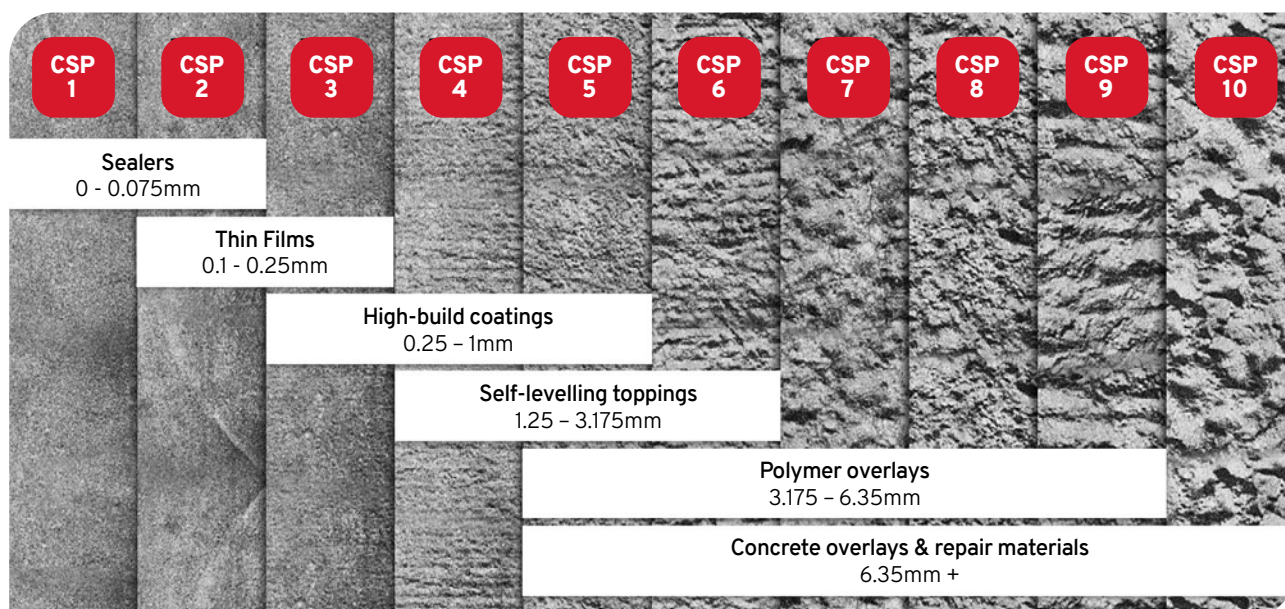 CSP
1
CSP
2
CSP
3
CSP
4
CSP
5
CSP
6
CSP
7
CSP
8
CSP
9
CSP
10
Sealers
0 - 0.075mm
Thin Films
0.1 - 0.25mm
High-build coatings
0.25 – 1mm
Self-levelling toppings
1.25 – 3.175mm
Polymer overlays
3.175 – 6.35mm
Concrete overlays & repair materials
6.35mm +